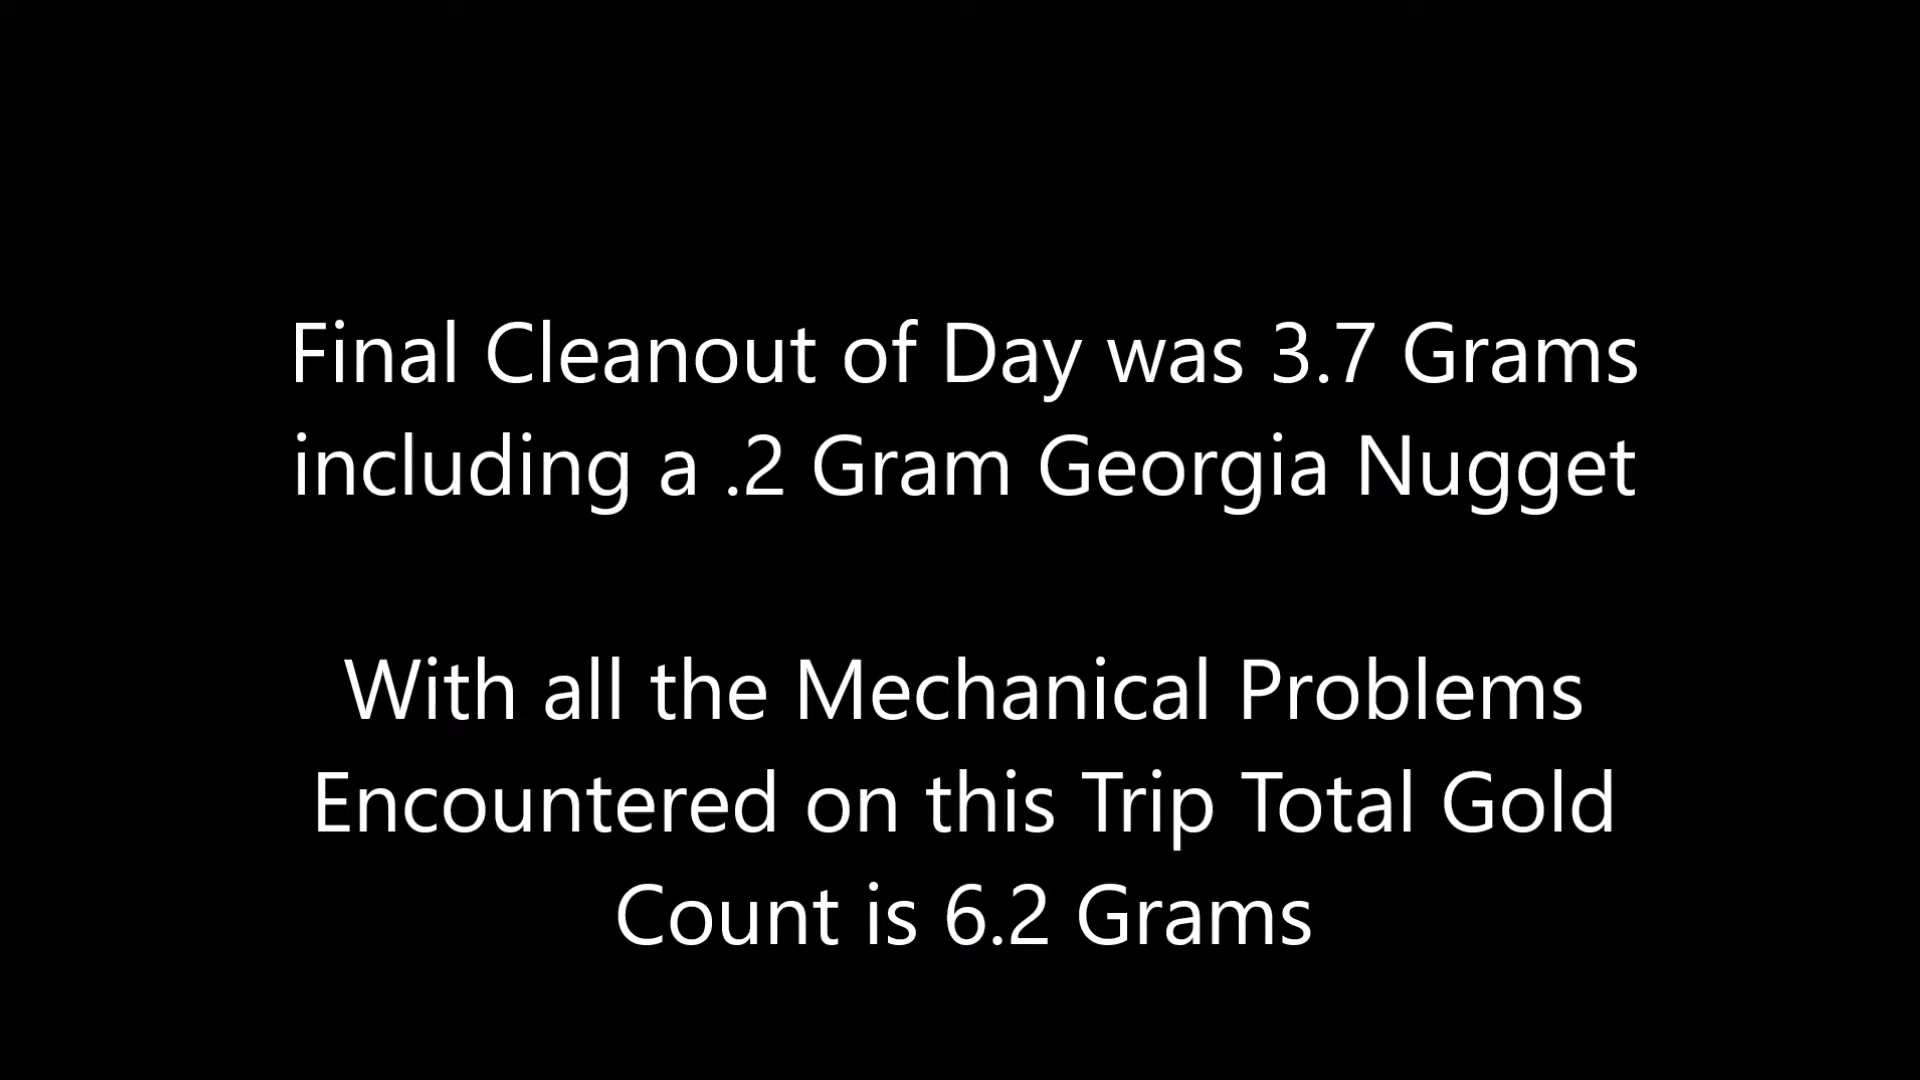 Final Cleanout of Day was 3.7 Grams
including a .2 Gram Georgia Nugget
With all the Mechanical Problems
Encountered on this Trip Total Gold
Count is 6.2 Grams